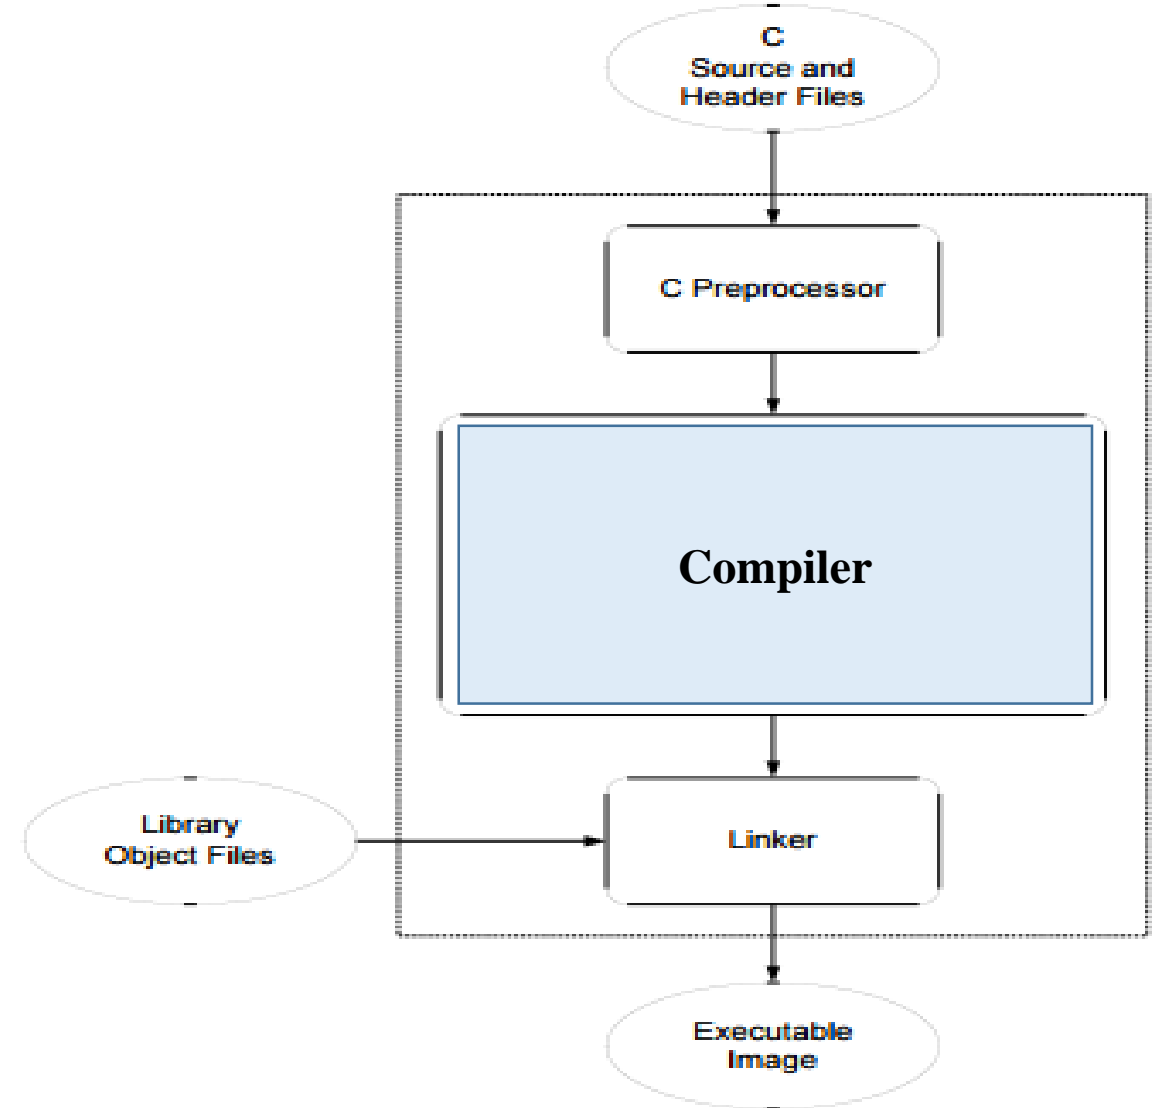 C
Source and
Header Files
C Preprocessor
Compiler
Library
Object Files
Linker
Executable
Image